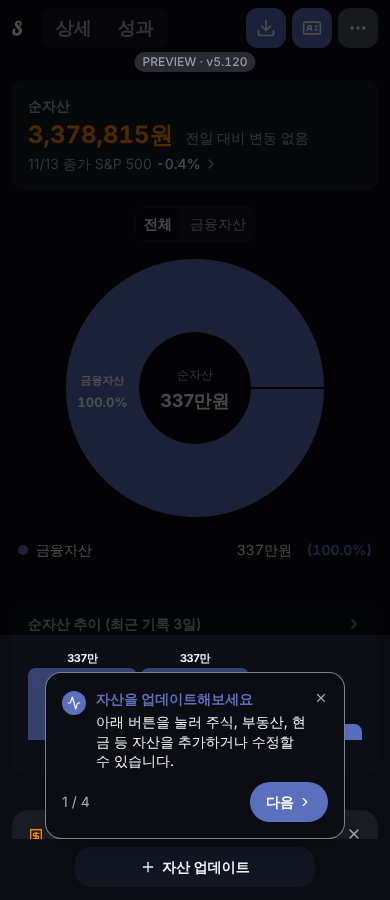 상세 성과
PREVIEW · v5.120
순자산
3,378,815원 전일 대비 변동 없음
11/13 종가 S&P 500 -0.4%
전체 금융자산
금융자산
100.0%
순자산
337만원
금융자산 337만원 (100.0%)
순자산 추이 (최근 기록 3일)
337만 337만
자산을 업데이트해보세요
아래 버튼을 눌러 주식, 부동산, 현
금 등 자산을 추가하거나 수정할
수 있습니다.
1 / 4 다음
자산 업데이트